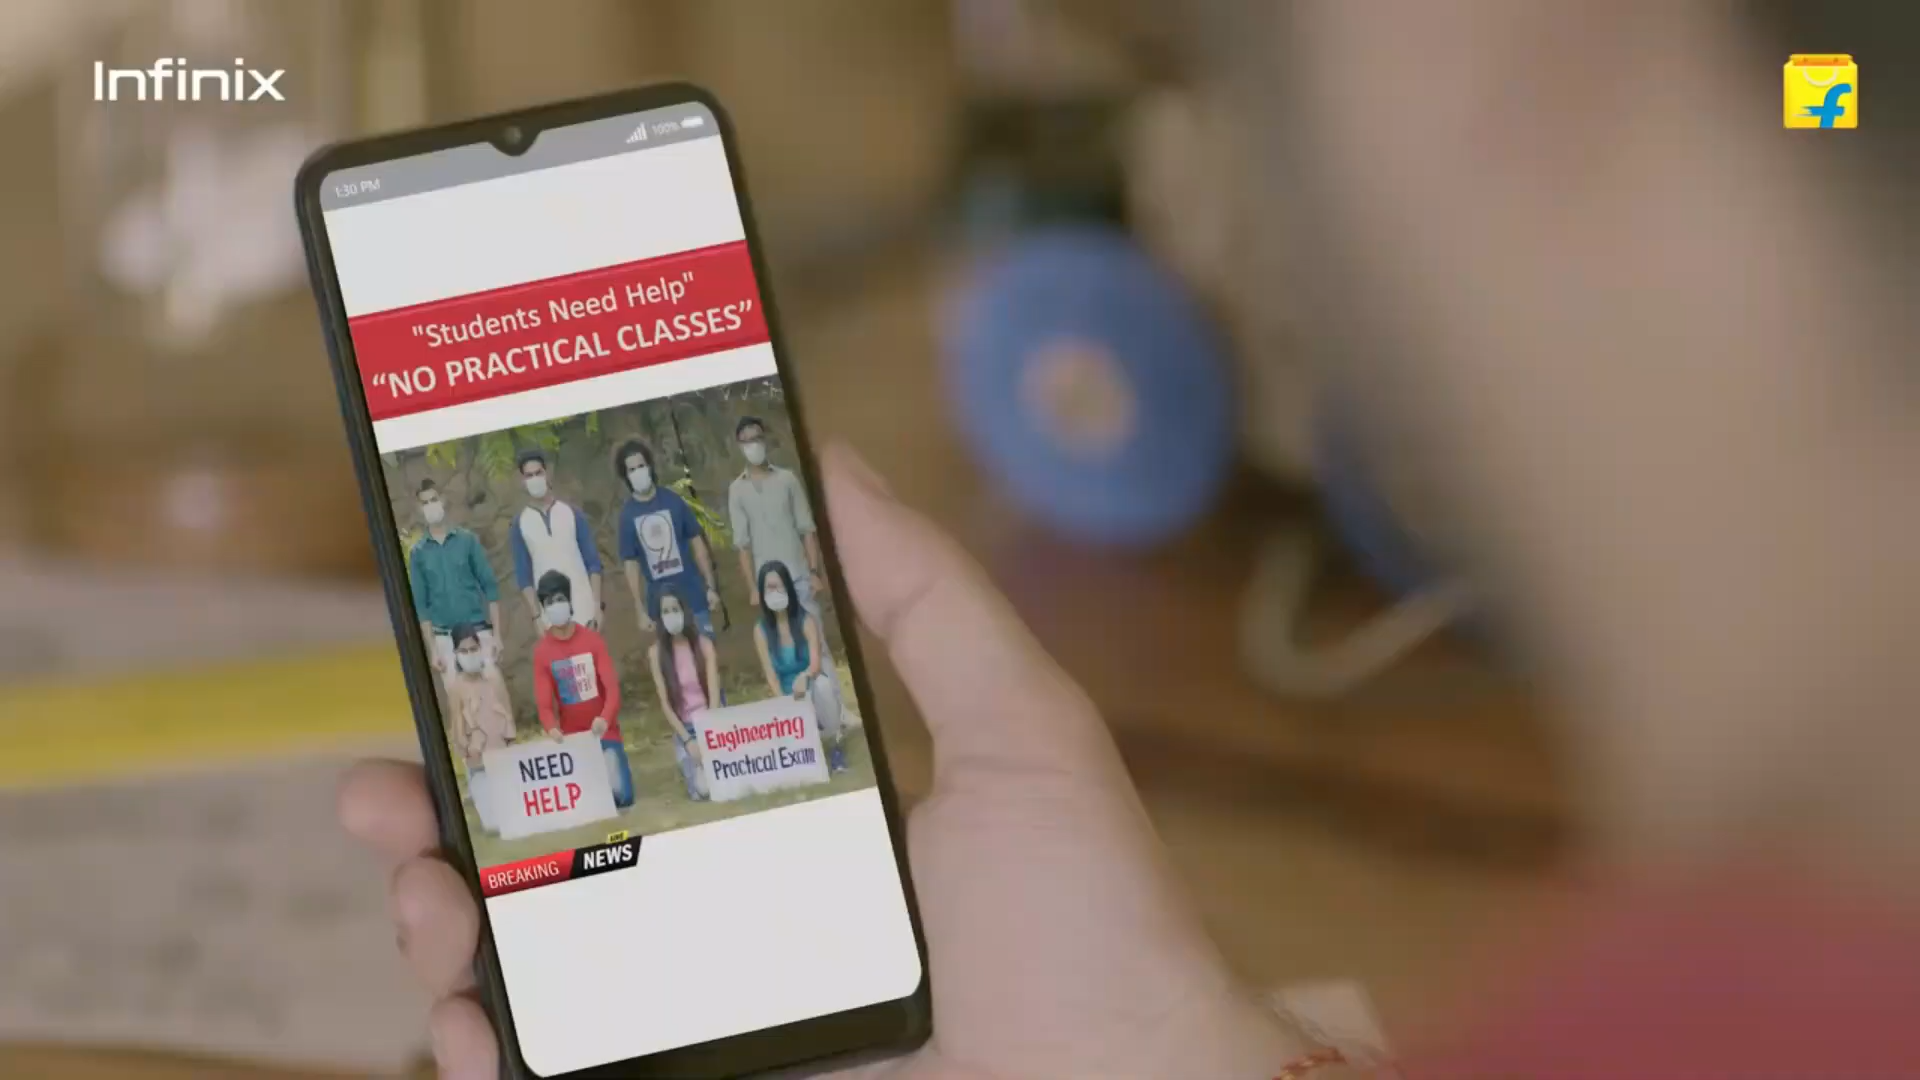 Infinix
1:30 PM
100%
"Students Need Help"
“NO PRACTICAL CLASSES”
NEED
HELP
Engineering
Practical Exam
BREAKING
NEWS